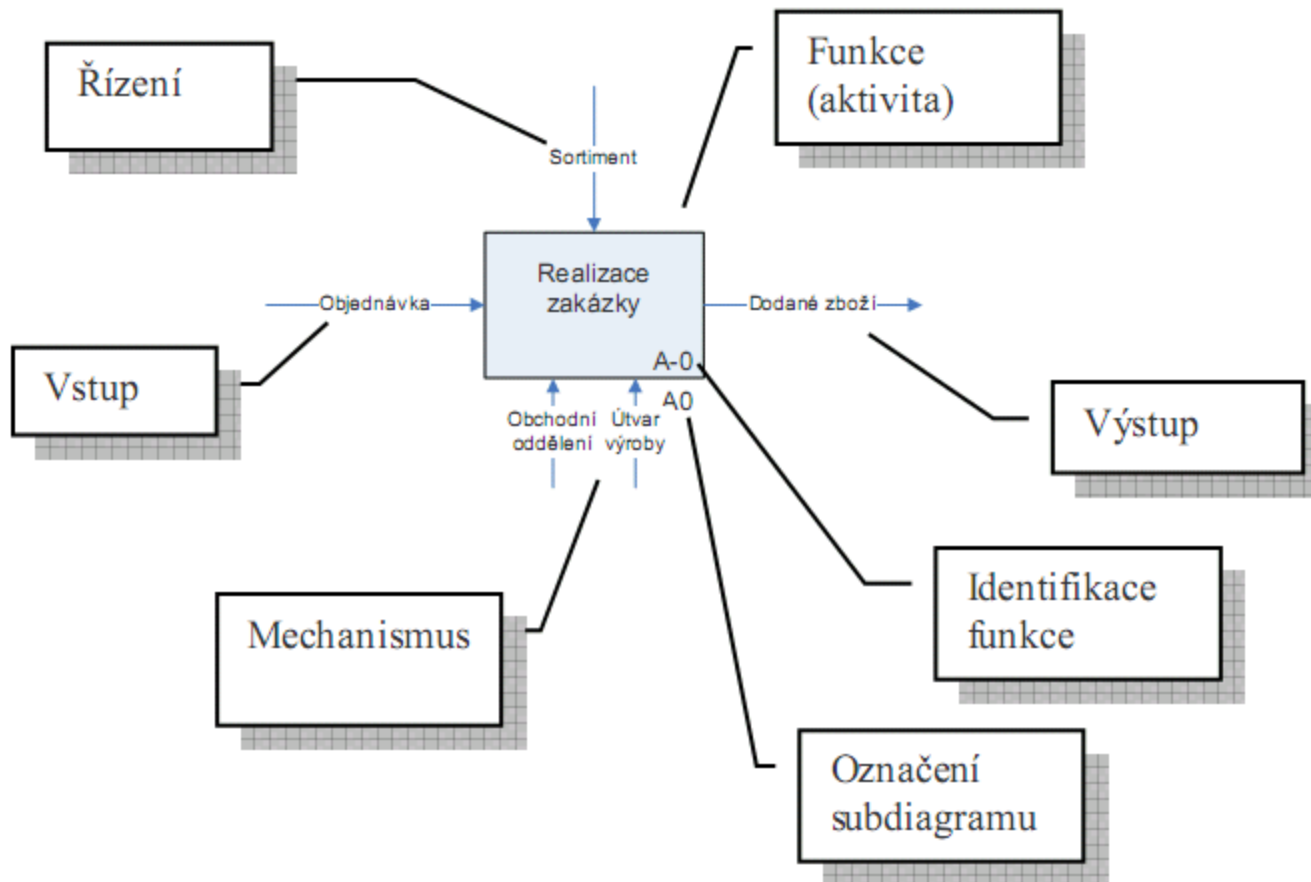 Řízení
Funkce
(aktivita)
Sortiment
Realizace
zakázky
Objednávka
Dodané zboží
A-0
Vstup
A0
Obchodní
oddělení
Útvar
výroby
Výstup
Identifikace
funkce
Mechanismus
Označení
subdiagramu